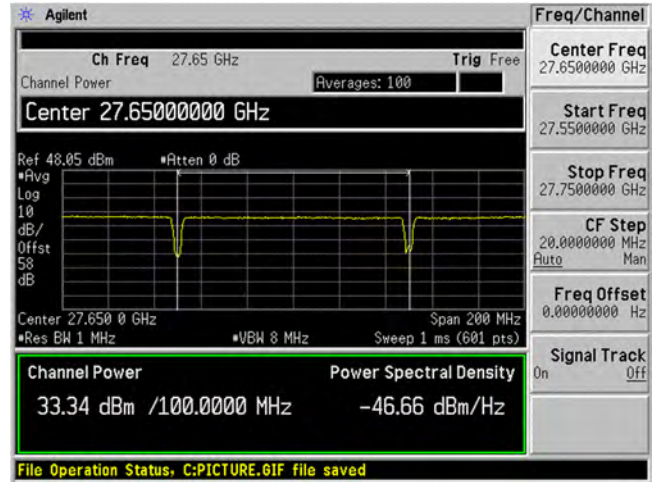 Agilent
Freq/Channel
Ch Freq 27.65 GHz Trig Free
Channel Power Averages: 100
Center 27.65000000 GHz
Ref 48.05 dBm *Atten 0 dB
*Avg
Log
10
dB/
Offst
58
dB
Center 27.650 0 GHz Span 200 MHz
*Res BW 1 MHz *VBW 8 MHz Sweep 1 ms (601 pts)
Channel Power Power Spectral Density
33.34 dBm /100.0000 MHz -46.66 dBm/Hz
File Operation Status, C:PICTURE.GIF file saved
Center Freq
27.6500000 GHz
Start Freq
27.5500000 GHz
Stop Freq
27.7500000 GHz
CF Step
20.0000000 MHz
Auto Man
Freq Offset
0.00000000 Hz
Signal Track
On Off